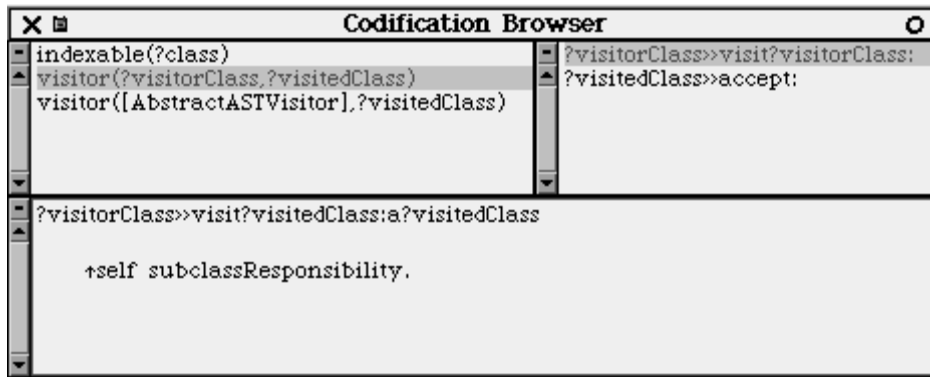 Codification Browser
indexable(?class)
visitor(?visitorClass,?visitedClass)
visitor([AbstractASTVisitor],?visitedClass)
?visitorClass>>visit?visitorClass:
?visitedClass>>accept:
?visitorClass>>visit?visitedClass:a?visitedClass
↑self subclassResponsibility.